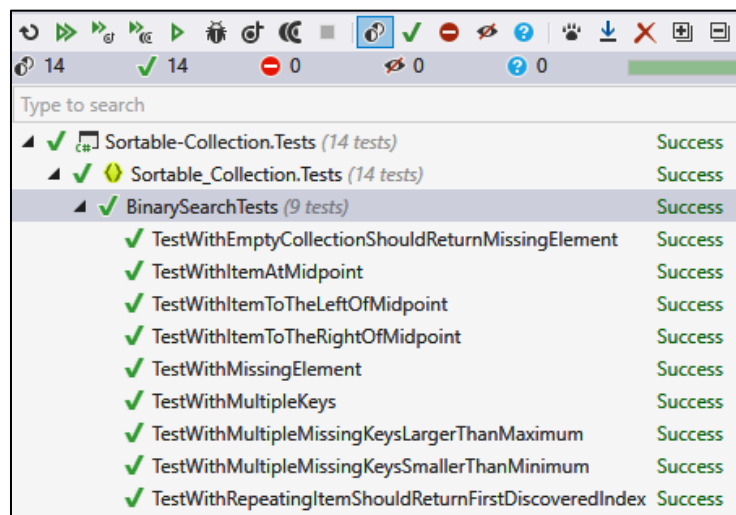 14 14 0 0 0
Type to search
Sortable-Collection.Tests (14 tests) Success
Sortable_Collection.Tests (14 tests) Success
BinarySearchTests (9 tests) Success
TestWithEmptyCollectionShouldReturnMissingElement Success
TestWithItemAtMidpoint Success
TestWithItemToTheLeftOfMidpoint Success
TestWithItemToTheRightOfMidpoint Success
TestWithMissingElement Success
TestWithMultipleKeys Success
TestWithMultipleMissingKeysLargerThanMaximum Success
TestWithMultipleMissingKeysSmallerThanMinimum Success
TestWithRepeatingItemShouldReturnFirstDiscoveredIndex Success